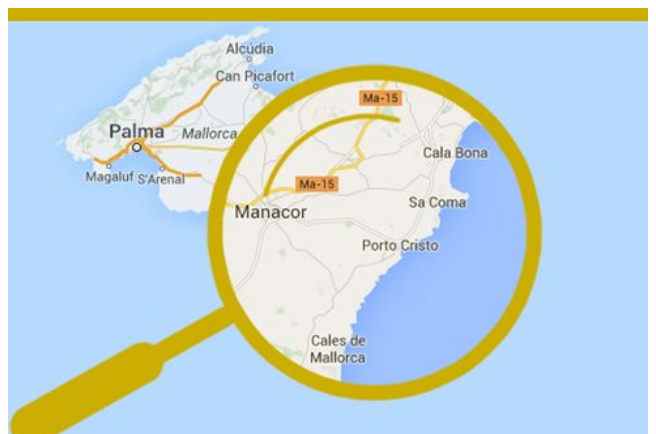 Alcúdia
Can Picafort
Ma-15
Palma
Mallorca
Cala Bona
Magaluf
S'Arenal
Ma-15
Manacor
Sa Coma
Porto Cristo
Cales de
Mallorca